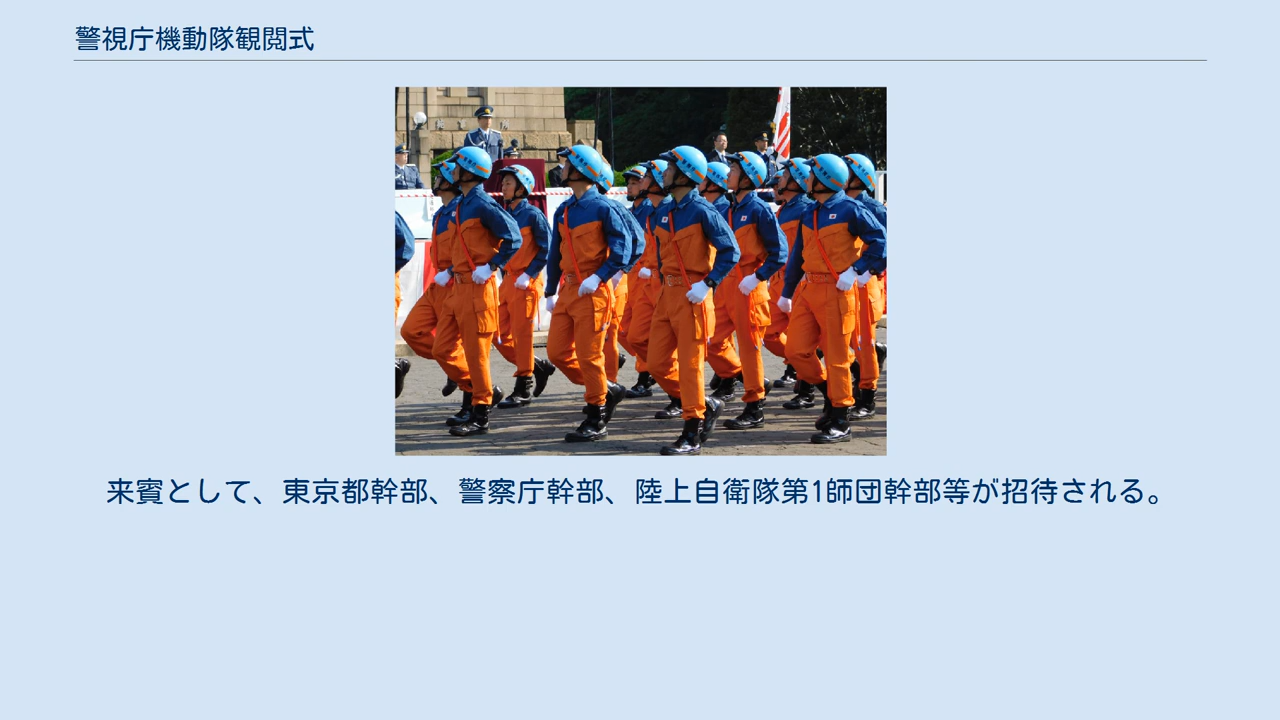 警視庁機動隊観閲式
来賓として、東京都幹部、警察庁幹部、陸上自衛隊第1師団幹部等が招待される。